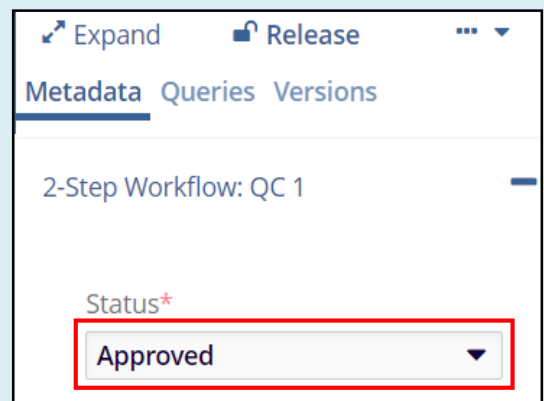 Expand Release ...
Metadata Queries Versions
2-Step Workflow: QC 1
Status*
Approved